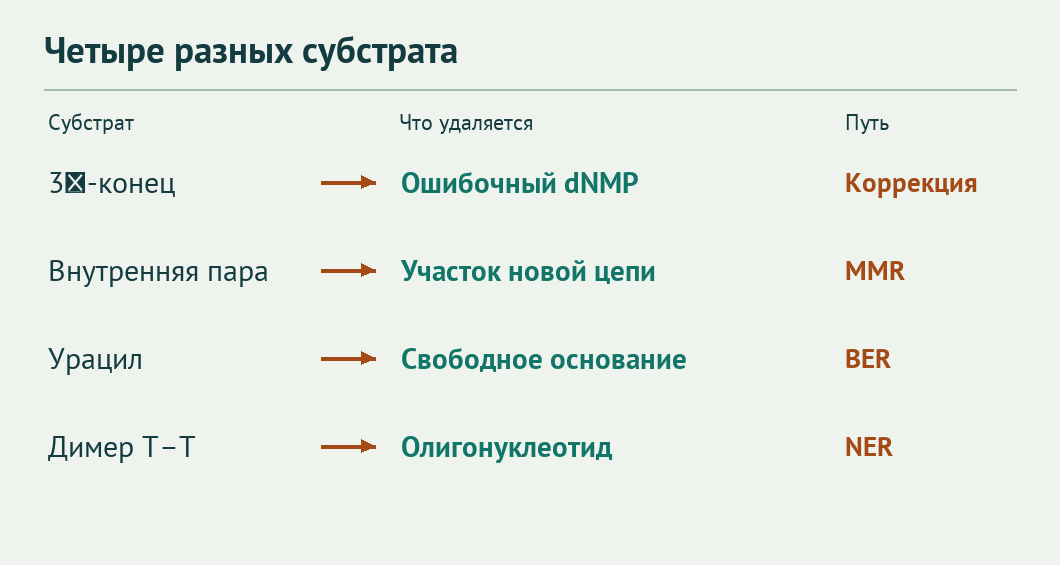 Четыре разных субстрата
Субстрат Что удаляется Путь
3-конец Ошибочный dNMP Коррекция
Внутренняя пара Участок новой цепи MMR
Урацил Свободное основание BER
Димер Т–Т Олигонуклеотид NER